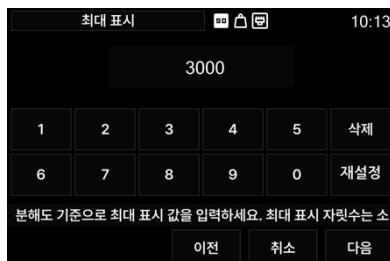 최대 표시
10:13
3000
1 2 3 4 5 삭제
6 7 8 9 0 재설정
분해도 기준으로 최대 표시 값을 입력하세요. 최대 표시 자릿수는 소
이전 취소 다음